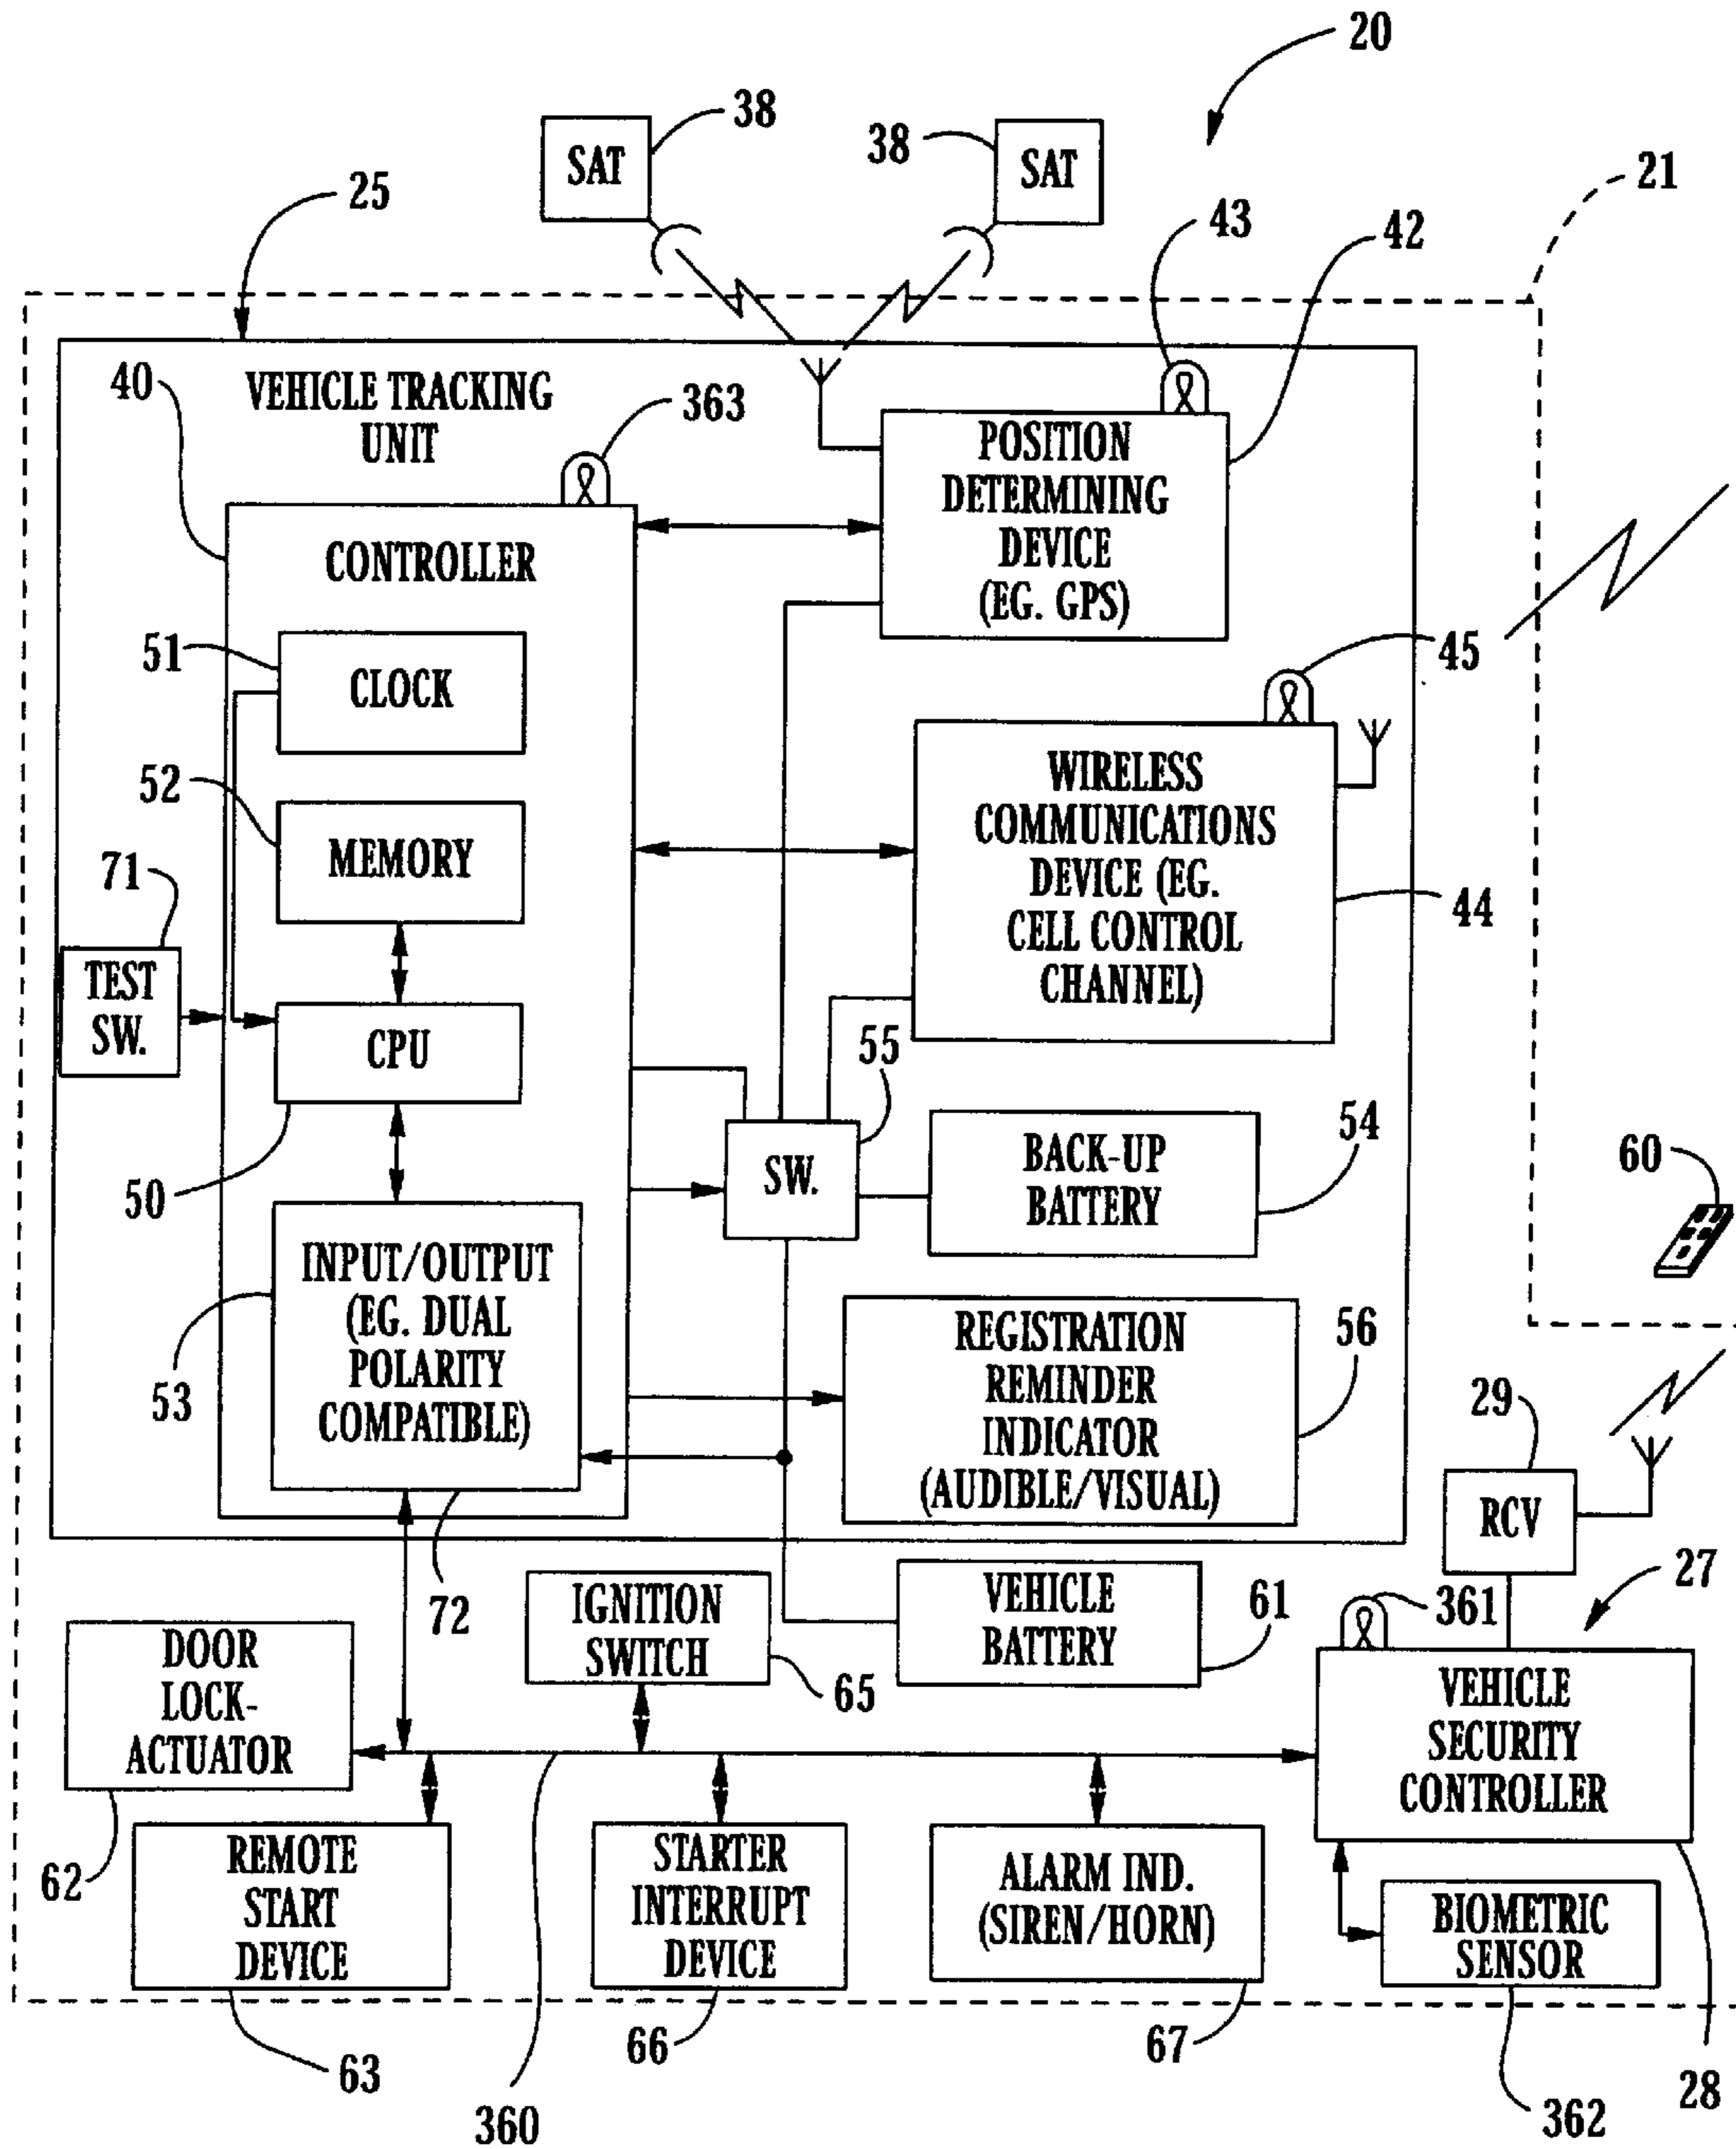 20
38
38
SAT
SAT
21
25
43
42
40
VEHICLE TRACKING
UNIT
363
POSITION
DETERMINING
DEVICE
(EG. GPS)
CONTROLLER
51
CLOCK
45
52
MEMORY
WIRELESS
COMMUNICATIONS
DEVICE (EG.
CELL CONTROL
CHANNEL)
44
71
TEST
SW.
CPU
55
50
SW.
BACK-UP
BATTERY
54
60
INPUT/OUTPUT
(EG. DUAL
POLARITY
COMPATIBLE)
53
REGISTRATION
REMINDER
INDICATOR
(AUDIBLE/VISUAL)
56
29
RCV
72
IGNITION
SWITCH
65
VEHICLE
BATTERY
61
361
27
DOOR
LOCK-
ACTUATOR
62
VEHICLE
SECURITY
CONTROLLER
REMOTE
START
DEVICE
STARTER
INTERRUPT
DEVICE
ALARM IND.
(SIREN/HORN)
BIOMETRIC
SENSOR
63
66
67
28
360
362